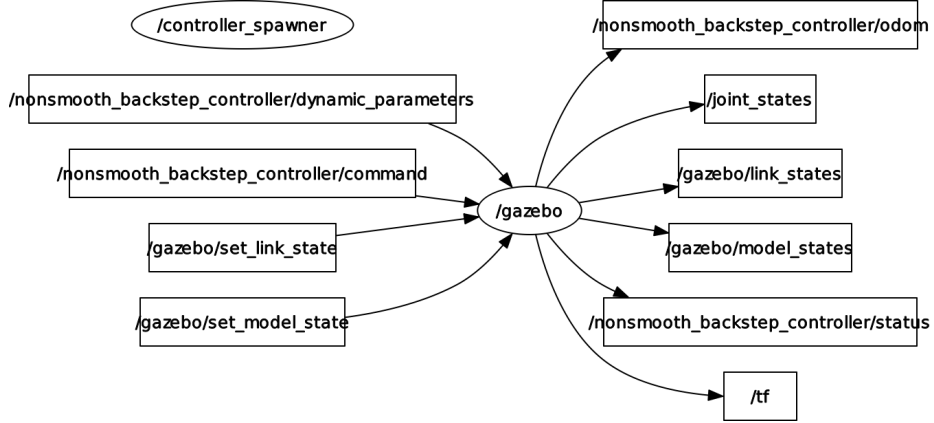 /controller_spawner
/nonsmooth_backstep_controller/dynamic_parameters
/nonsmooth_backstep_controller/command
/gazebo/set_link_state
/gazebo/set_model_state
/gazebo
/nonsmooth_backstep_controller/odom
/joint_states
/gazebo/link_states
/gazebo/model_states
/nonsmooth_backstep_controller/status
/tf